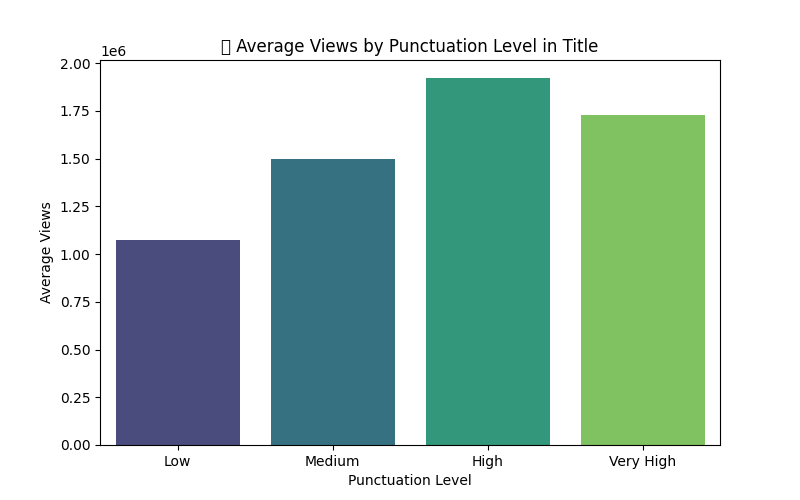 ▯ Average Views by Punctuation Level in Title
1e6
2.00
1.75
1.50
1.25
1.00
0.75
0.50
0.25
0.00
Average Views
Low Medium High Very High
Punctuation Level